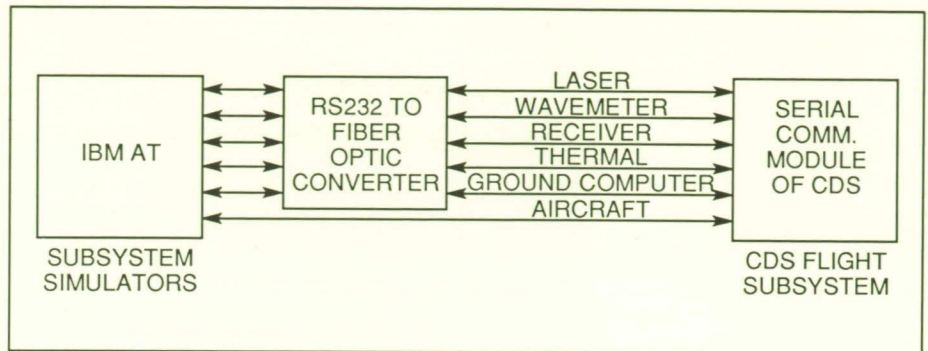 IBM AT
SUBSYSTEM
SIMULATORS
RS232 TO
FIBER
OPTIC
CONVERTER
LASER
WAVEMETER
RECEIVER
THERMAL
GROUND COMPUTER
AIRCRAFT
SERIAL
COMM.
MODULE
OF CDS
CDS FLIGHT
SUBSYSTEM